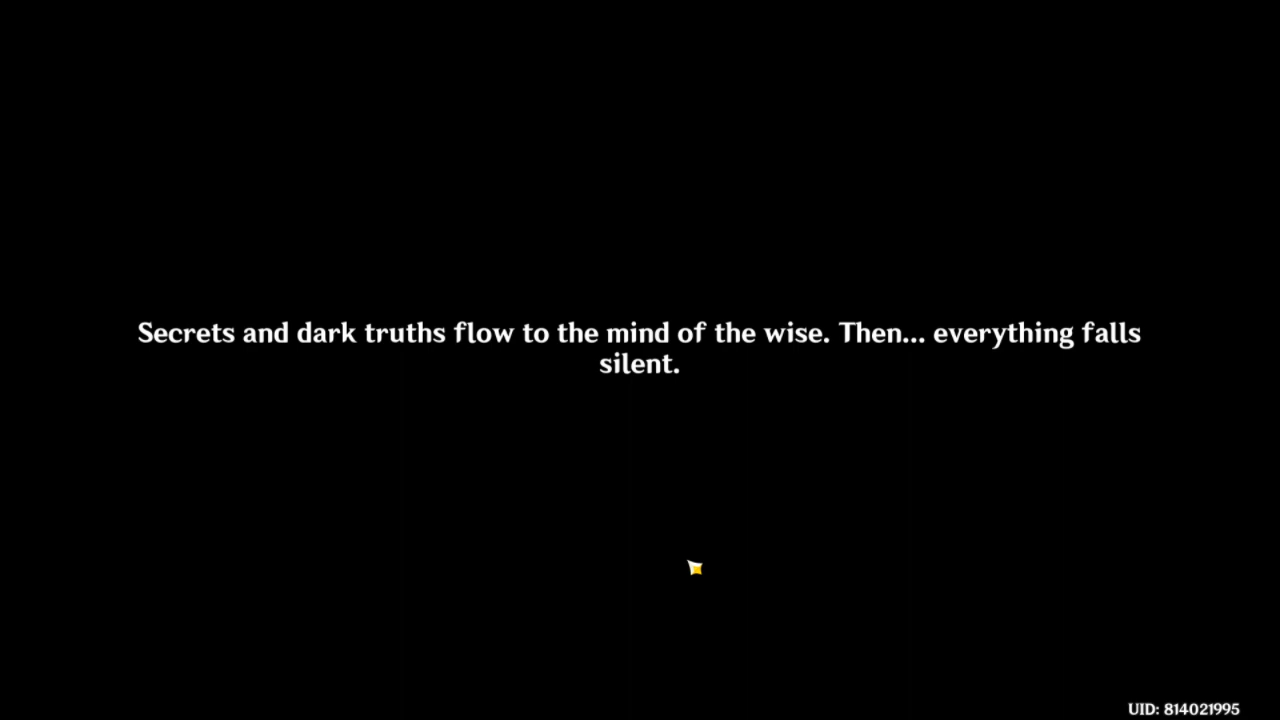 Secrets and dark truths flow to the mind of the wise. Then... everything falls
silent.
UID: 814021995